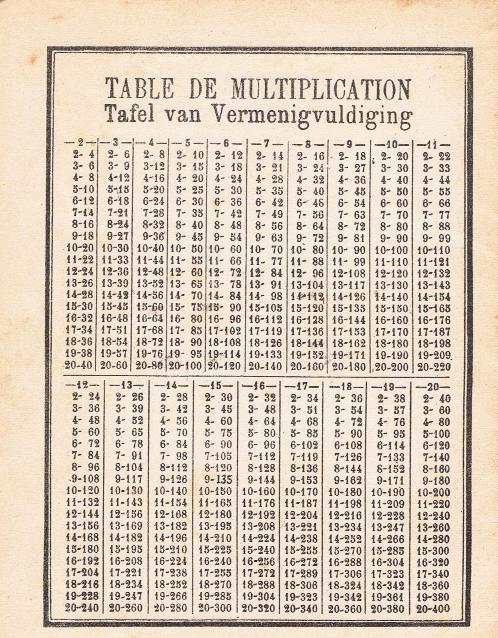 TABLE DE MULTIPLICATION
Tafel van Vermenigvuldiging
—2— —3— —4— —5— —6— —7— —8— —9— —10— —11—
2- 4 2- 6 2- 8 2- 10 2- 12 2- 14 2- 16 2- 18 2- 20 2- 22
3- 6 3- 9 3-12 3- 15 3- 18 3- 21 3- 24 3- 27 3- 30 3- 33
4- 8 4-12 4-16 4- 20 4- 24 4- 28 4- 32 4- 36 4- 40 4- 44
5-10 5-15 5-20 5- 25 5- 30 5- 35 5- 40 5- 45 5- 50 5- 55
6-12 6-18 6-24 6- 30 6- 36 6- 42 6- 48 6- 54 6- 60 6- 66
7-14 7-21 7-28 7- 35 7- 42 7- 49 7- 56 7- 63 7- 70 7- 77
8-16 8-24 8-32 8- 40 8- 48 8- 56 8- 64 8- 72 8- 80 8- 88
9-18 9-27 9-36 9- 45 9- 54 9- 63 9- 72 9- 81 9- 90 9- 99
10-20 10-30 10-40 10- 50 10- 60 10- 70 10- 80 10- 90 10-100 10-110
11-22 11-33 11-44 11- 55 11- 66 11- 77 11- 88 11- 99 11-110 11-121
12-24 12-36 12-48 12- 60 12- 72 12- 84 12- 96 12-108 12-120 12-132
13-26 13-39 13-52 13- 65 13- 78 13- 91 13-104 13-117 13-130 13-143
14-28 14-42 14-56 14- 70 14- 84 14- 98 14-112 14-126 14-140 14-154
15-30 15-45 15-60 15- 75 15- 90 15-105 15-120 15-135 15-150 15-165
16-32 16-48 16-64 16- 80 16- 96 16-112 16-128 16-144 16-160 16-176
17-34 17-51 17-68 17- 85 17-102 17-119 17-136 17-153 17-170 17-187
18-36 18-54 18-72 18- 90 18-108 18-126 18-144 18-162 18-180 18-198
19-38 19-57 19-76 19- 95 19-114 19-133 19-152 19-171 19-190 19-209
20-40 20-60 20-80 20-100 20-120 20-140 20-160 20-180 20-200 20-220
—12— —13— —14— —15— —16— —17— —18— —19— —20
2- 24 2- 26 2- 28 2- 30 2- 32 2- 34 2- 36 2- 38 2- 40
3- 36 3- 39 3- 42 3- 45 3- 48 3- 51 3- 54 3- 57 3- 60
4- 48 4- 52 4- 56 4- 60 4- 64 4- 68 4- 72 4- 76 4- 80
5- 60 5- 65 5- 70 5- 75 5- 80 5- 85 5- 90 5- 95 5-100
6- 72 6- 78 6- 84 6- 90 6- 96 6-102 6-108 6-114 6-120
7- 84 7- 91 7- 98 7-105 7-112 7-119 7-126 7-133 7-140
8- 96 8-104 8-112 8-120 8-128 8-136 8-144 8-152 8-160
9-108 9-117 9-126 9-135 9-144 9-153 9-162 9-171 9-180
10-120 10-130 10-140 10-150 10-160 10-170 10-180 10-190 10-200
11-132 11-143 11-154 11-165 11-176 11-187 11-198 11-209 11-220
12-144 12-156 12-168 12-180 12-192 12-204 12-216 12-228 12-240
13-156 13-169 13-182 13-195 13-208 13-221 13-234 13-247 13-260
14-168 14-182 14-196 14-210 14-224 14-238 14-252 14-266 14-280
15-180 15-195 15-210 15-225 15-240 15-255 15-270 15-285 15-300
16-192 16-208 16-224 16-240 16-256 16-272 16-288 16-304 16-320
17-204 17-221 17-238 17-255 17-272 17-289 17-306 17-323 17-340
18-216 18-234 18-252 18-270 18-288 18-306 18-324 18-342 18-360
19-228 19-247 19-266 19-285 19-304 19-323 19-342 19-361 19-380
20-240 20-260 20-280 20-300 20-320 20-340 20-360 20-380 20-400